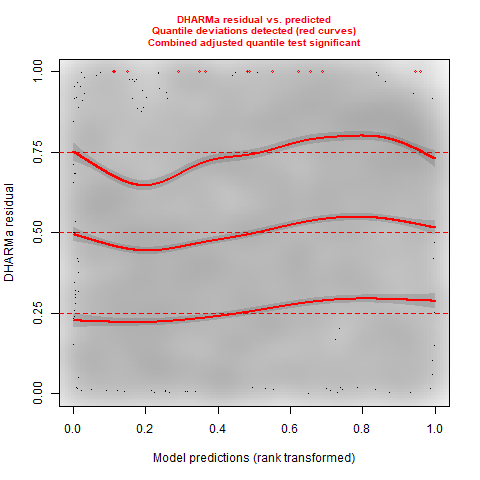 DHARMa residual vs. predicted
Quantile deviations detected (red curves)
Combined adjusted quantile test significant
1.00
0.75
0.50
0.25
0.00
DHARMa residual
0.0 0.2 0.4 0.6 0.8 1.0
Model predictions (rank transformed)